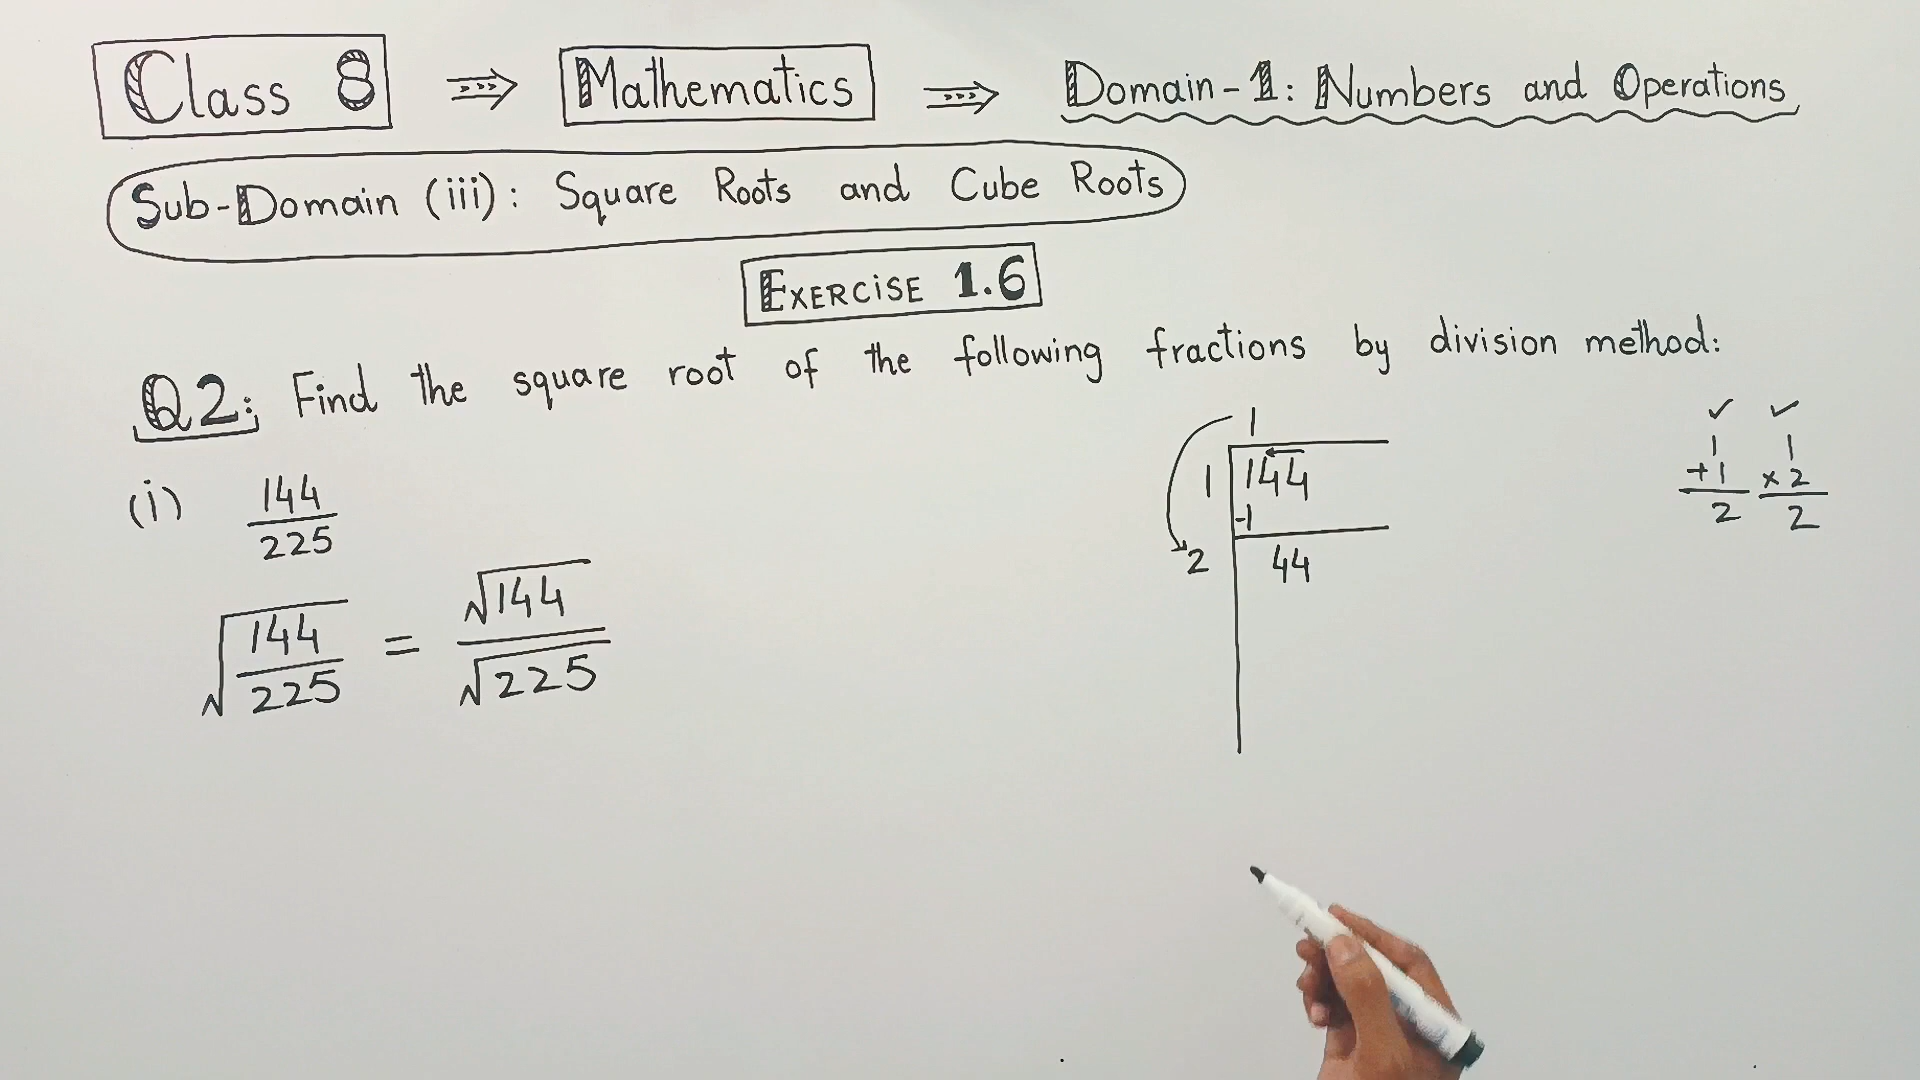 Class 8 ⇒ Mathematics ⇒ Domain-1: Numbers and Operations
Sub-Domain (iii): Square Roots and Cube Roots
EXERCISE 1.6
Q2: Find the square root of the following fractions by division method:
(i) 144/225
√(144/225) = √144/√225
1
1 144
-1
2 44
✓ ✓
1 1
+1 ×2
2 2